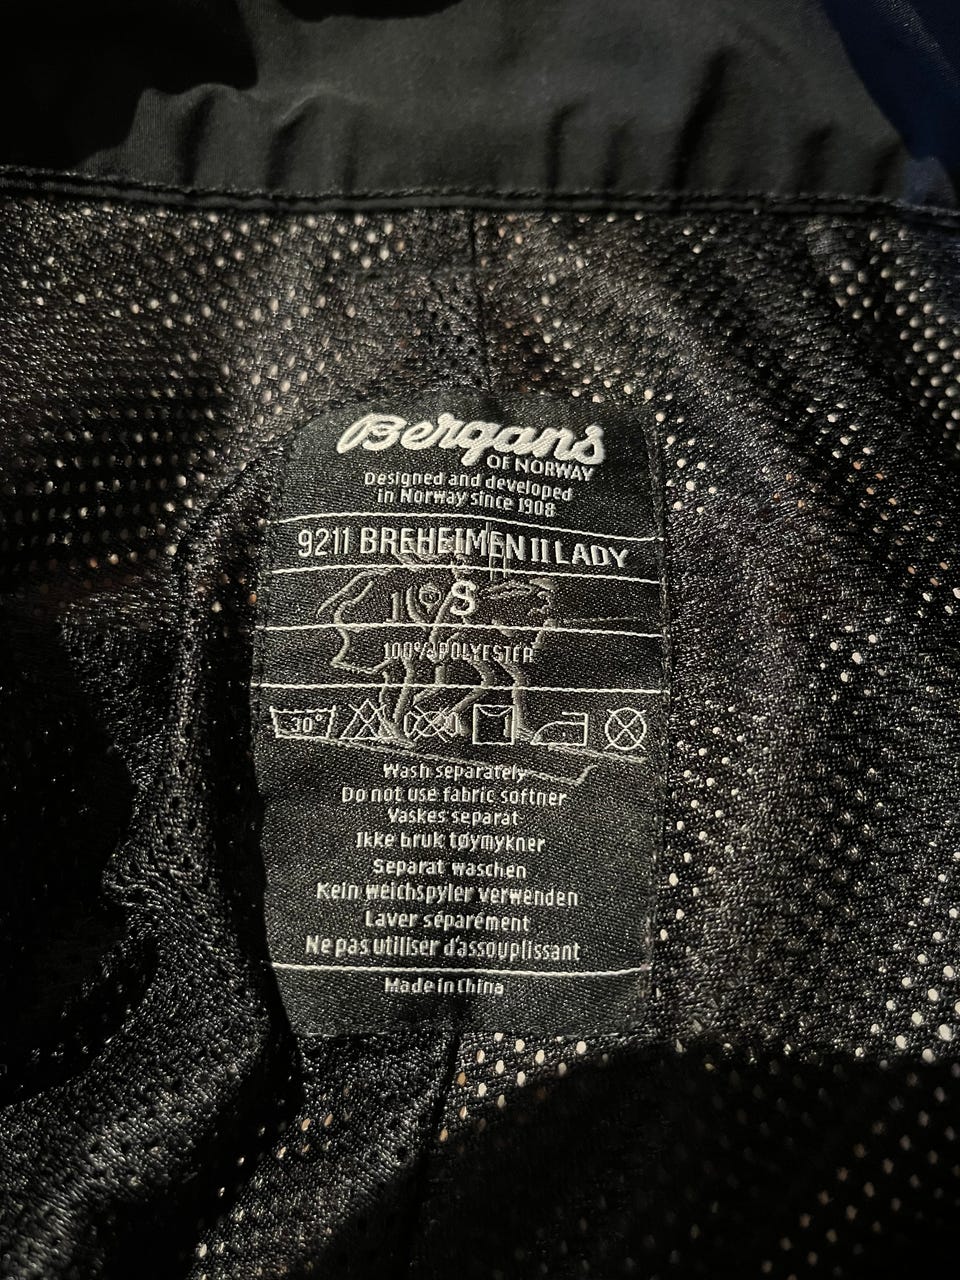 Bergans
OF NORWAY
Designed and developed
in Norway since 1908
9211 BREHEIMEN II LADY
S
100% POLYESTER
30°
Wash separately
Do not use fabric softner
Vaskes separat
Ikke bruk tøymykner
Separat waschen
Kein weichspyler verwenden
Laver séparément
Ne pas utiliser d'assouplissant
Made in China